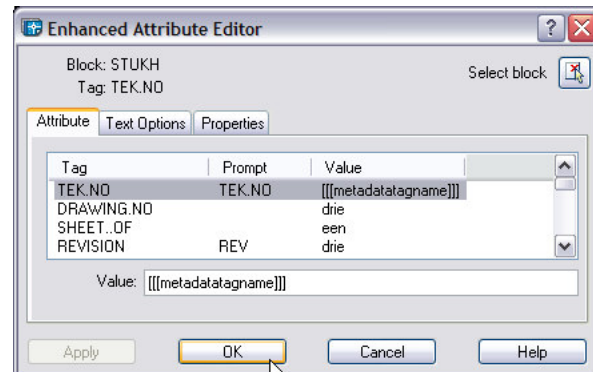 Enhanced Attribute Editor
Block: STUKH
Select block
Tag: TEK.NO
Attribute Text Options Properties
Tag Prompt Value
TEK.NO TEK.NO [[[metadatatagname]]]
DRAWING.NO drie
SHEET..OF een
REVISION REV drie
Value: [[[metadatatagname]]]
Apply OK Cancel Help